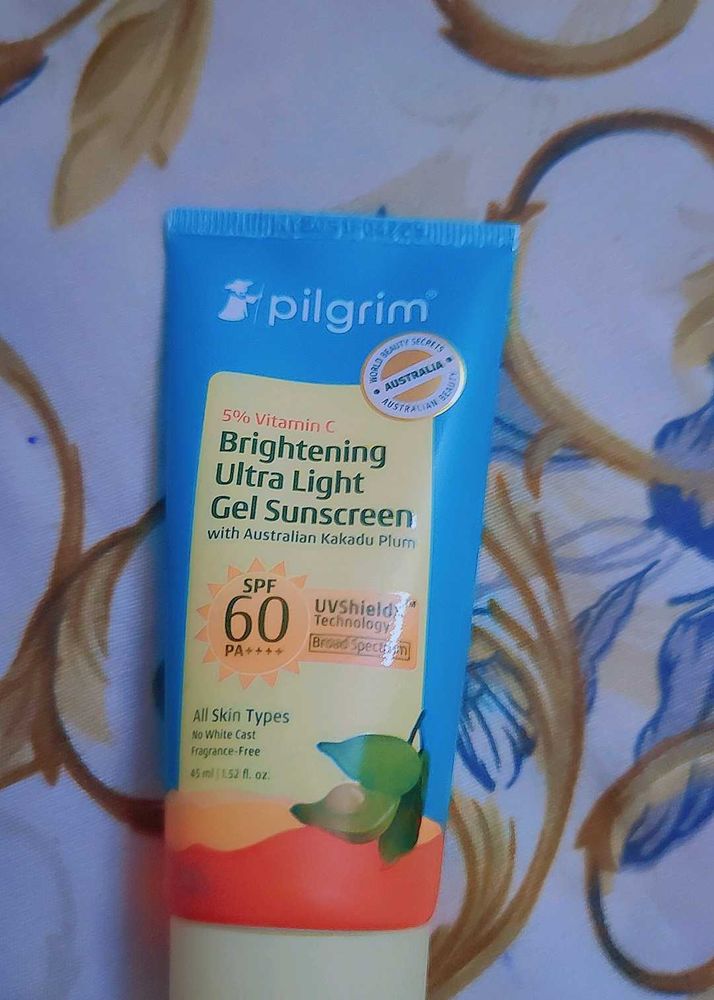 pilgrim®
WORLD BEAUTY SECRETS
AUSTRALIA
AUSTRALIAN BEAUTY
5% Vitamin C
Brightening
Ultra Light
Gel Sunscreen
with Australian Kakadu Plum
SPF
60
PA++++
UVShieldx™
Technology
Broad Spectrum
All Skin Types
No White Cast
Fragrance-Free
45 ml | 1.52 fl. oz.